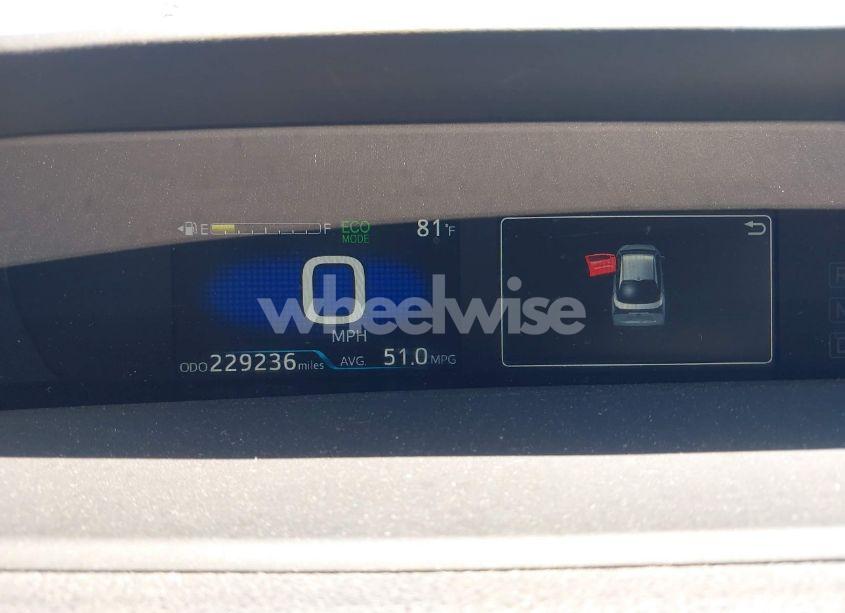 E F ECO MODE 81°F
0
MPH
ODO 229236 miles AVG. 51.0 MPG
R
N
D
wheelwise